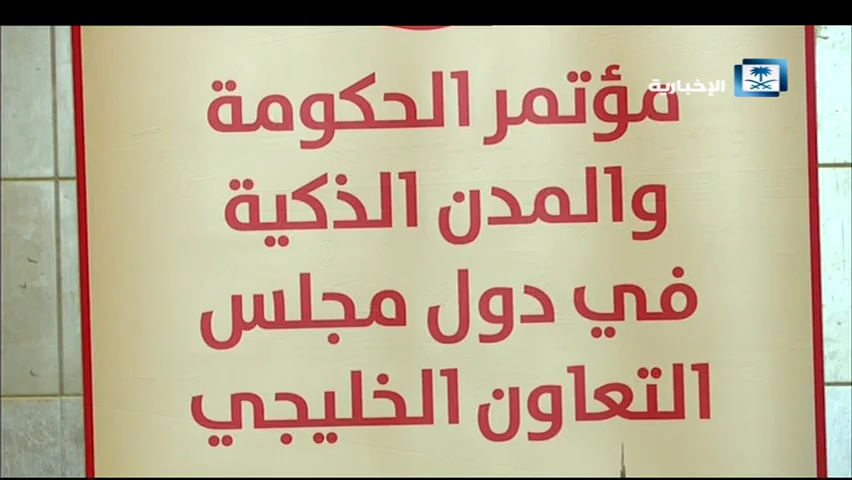 الإخبارية
مؤتمر الحكومة
والمدن الذكية
في دول مجلس
التعاون الخليجي